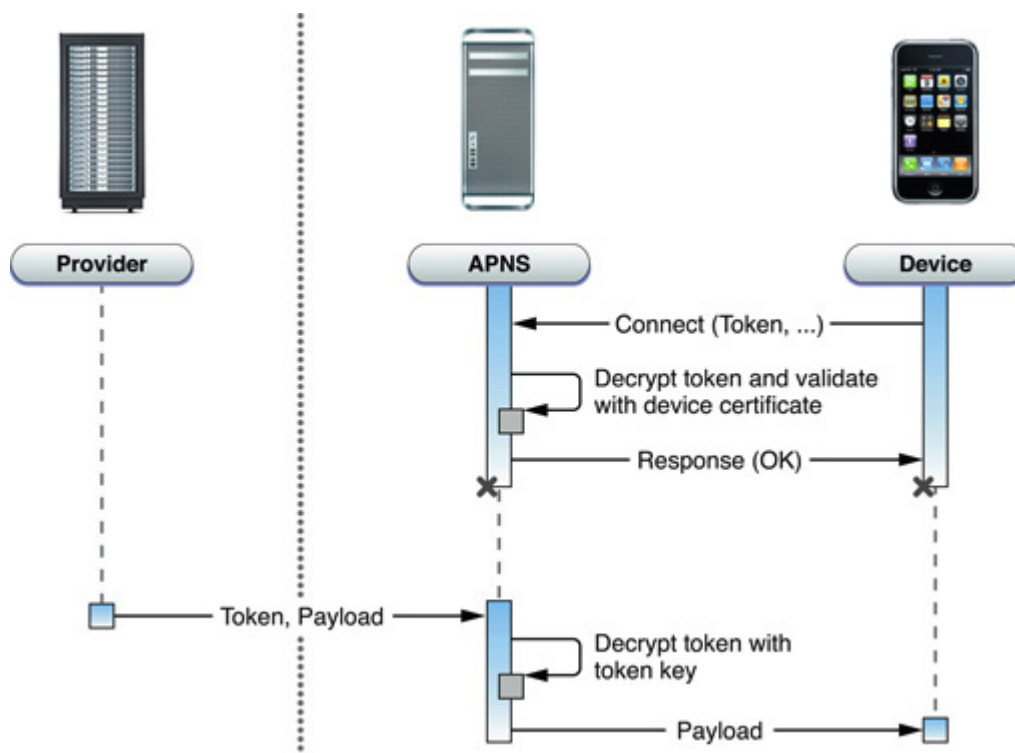 Provider
APNS
Device
Connect (Token, ...)
Decrypt token and validate
with device certificate
Response (OK)
Token, Payload
Decrypt token with
token key
Payload